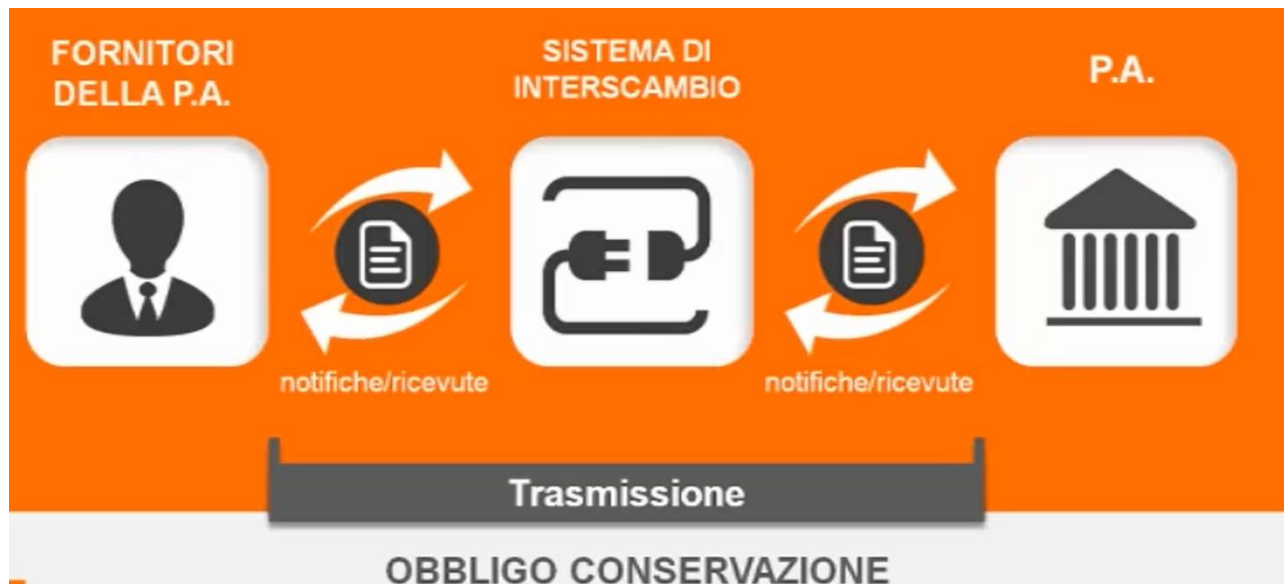 FORNITORI
DELLA P.A.
SISTEMA DI
INTERSCAMBIO
P.A.
notifiche/ricevute
notifiche/ricevute
Trasmissione
OBBLIGO CONSERVAZIONE